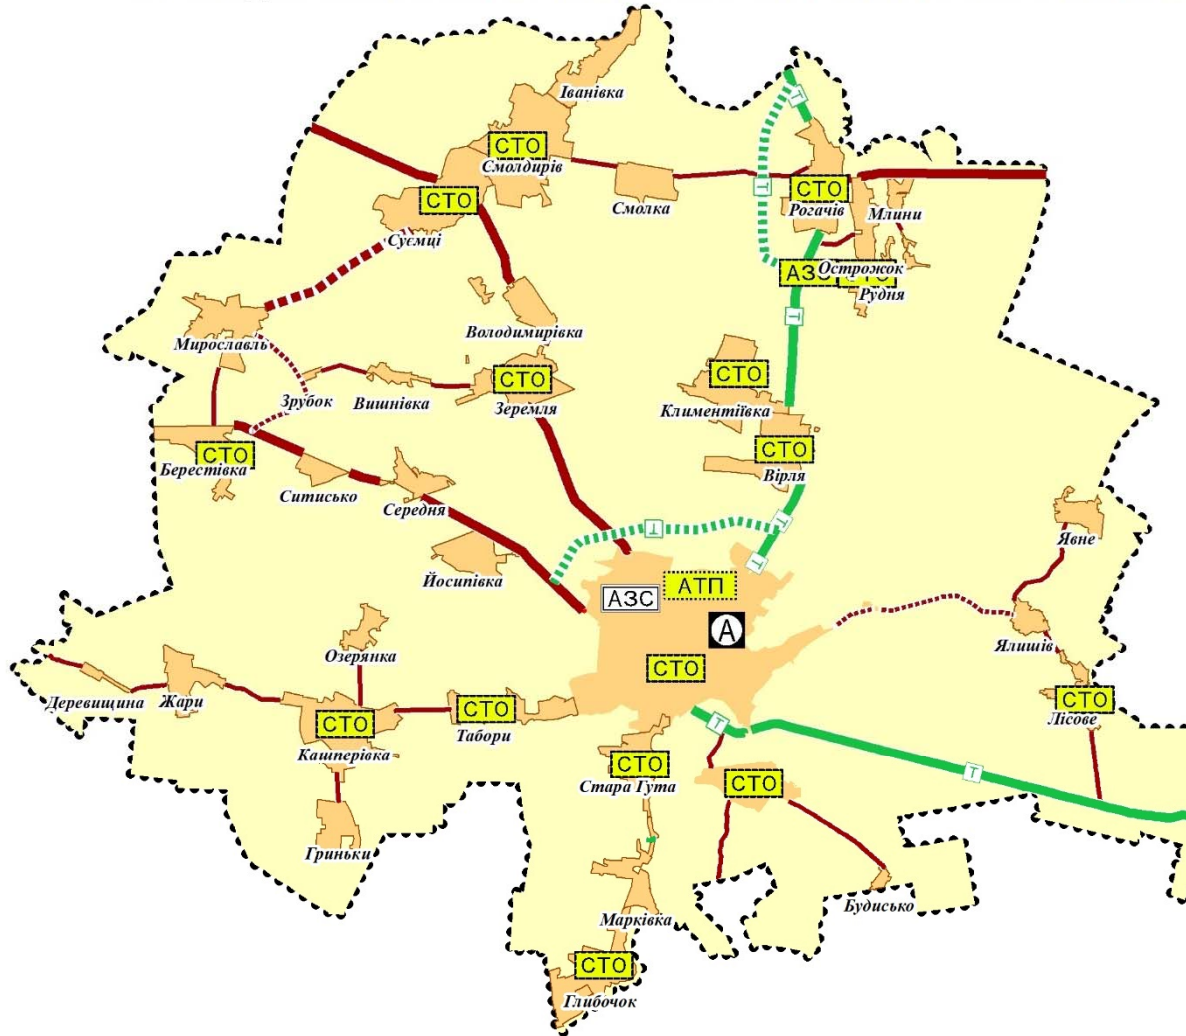 Іванівка
СТО
Смолдирів
СТО
Суємці
Смолка
СТО
Рогачів
Млини
Т
Т
АЗС
СТО
Острожок
Рудня
Т
Володимирівка
Мирославль
Зрубок
Вишнівка
СТО
Зеремля
СТО
Климентіївка
СТО
Вірля
СТО
Берестівка
Ситисько
Середня
Йосипівка
Т
Т
Т
Явне
АЗС
АТП
А
СТО
Ялишів
Озерянка
Деревищина
Жари
СТО
Кашперівка
СТО
Табори
СТО
Лісове
Т
Т
СТО
Стара Гута
СТО
Гриньки
Марківка
Будисько
СТО
Глибочок